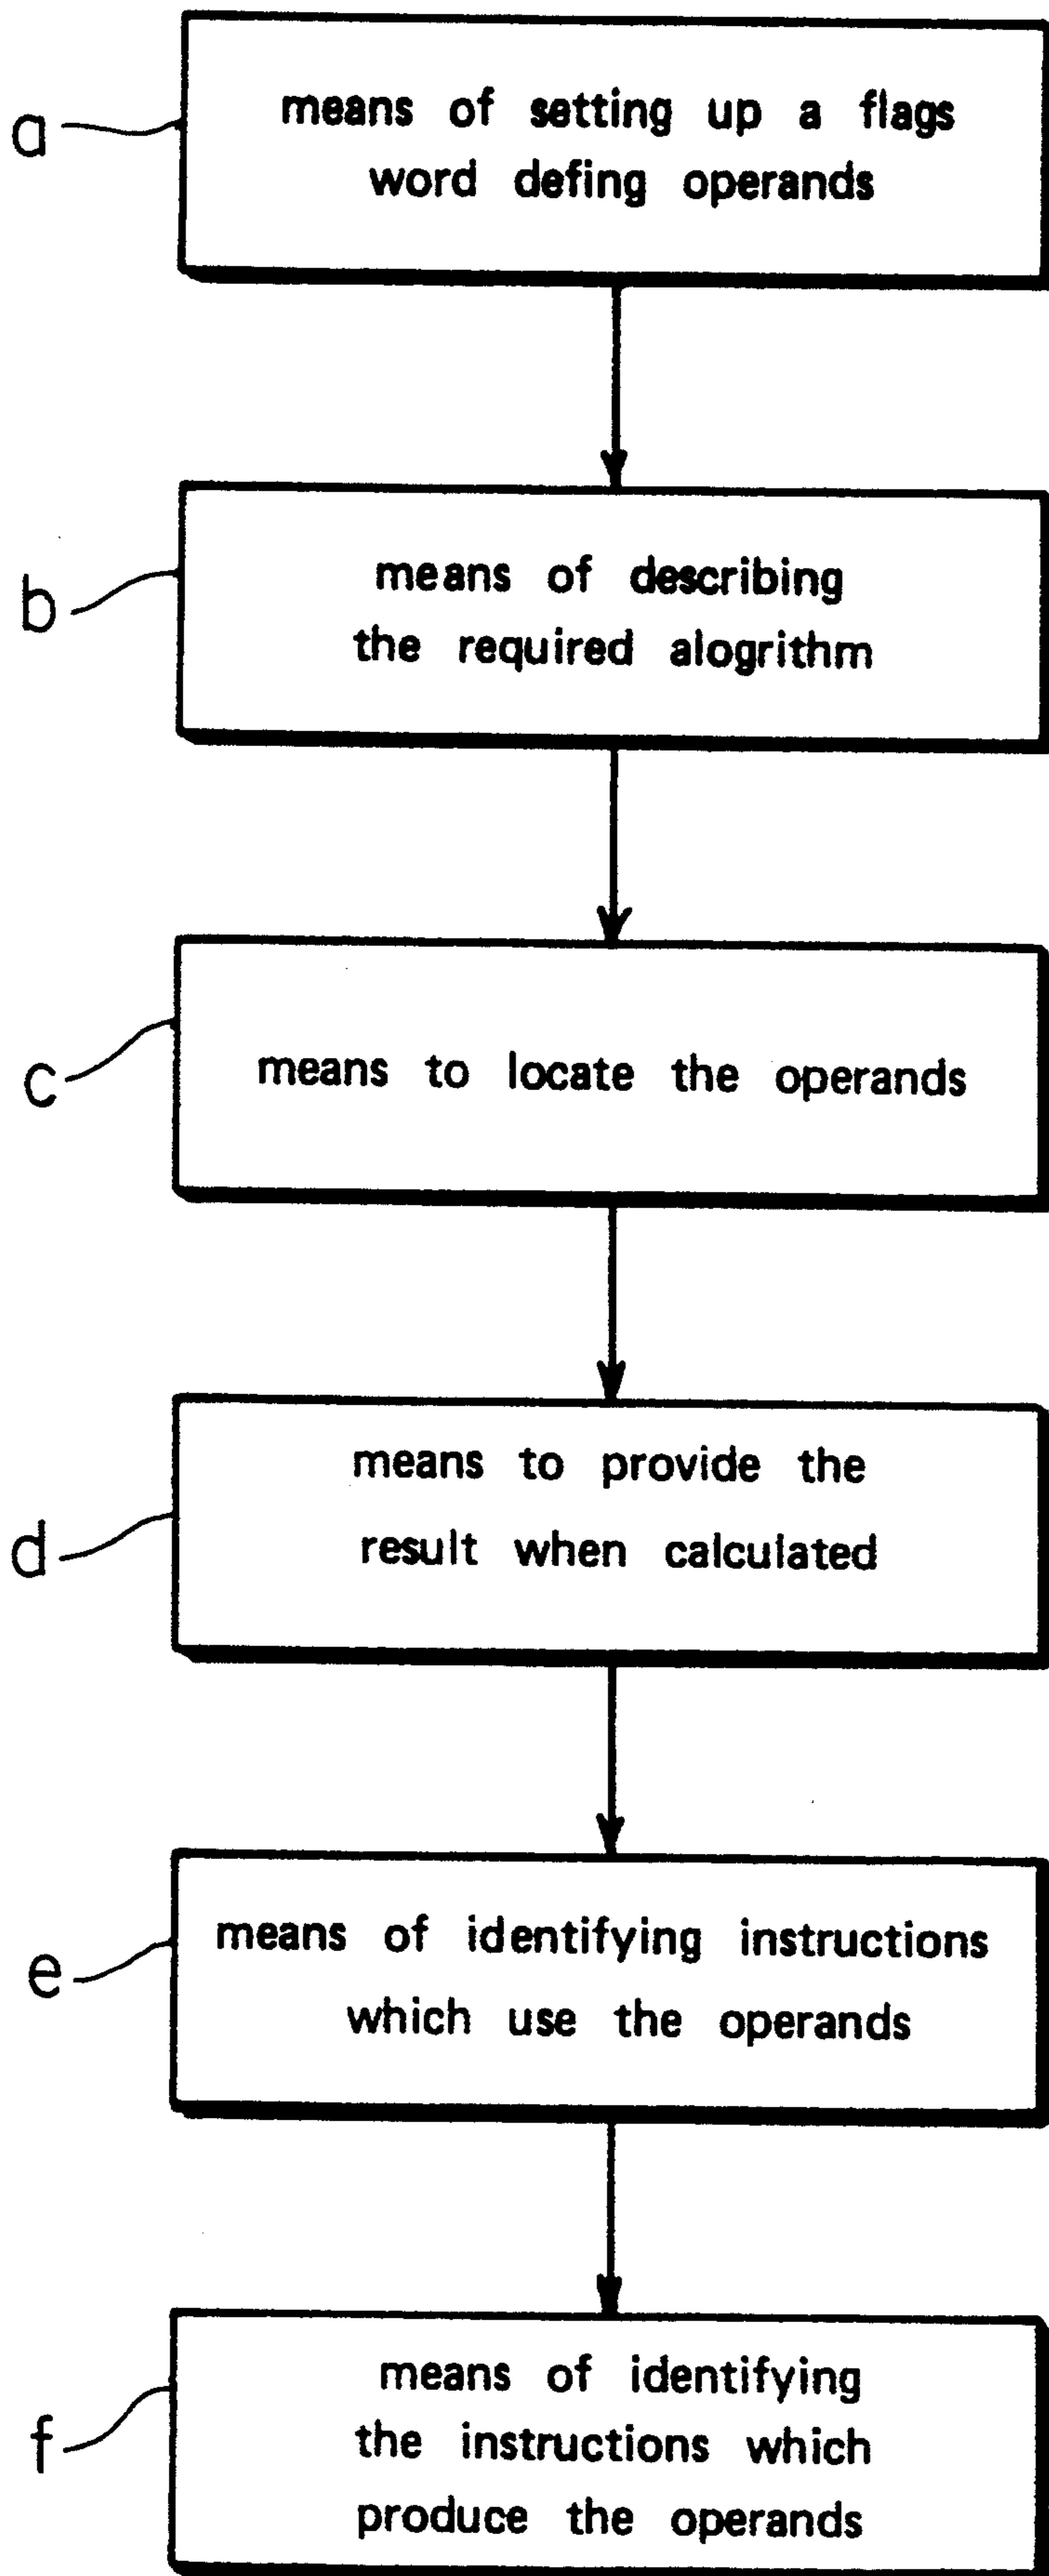 a
means of setting up a flags
word defing operands
b
means of describing
the required alogrithm
c
means to locate the operands
d
means to provide the
result when calculated
e
means of identifying instructions
which use the operands
f
means of identifying
the instructions which
produce the operands